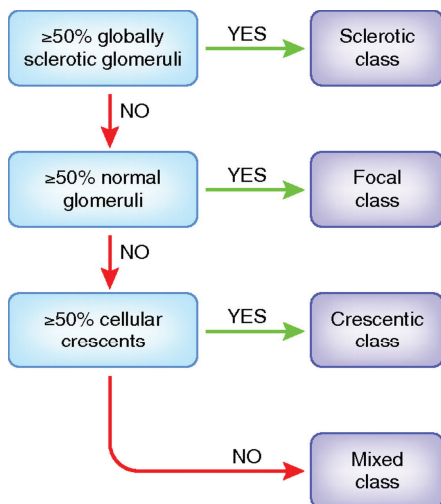 ≥50% globally
sclerotic glomeruli
YES
Sclerotic
class
NO
≥50% normal
glomeruli
YES
Focal
class
NO
≥50% cellular
crescents
YES
Crescentic
class
NO
Mixed
class